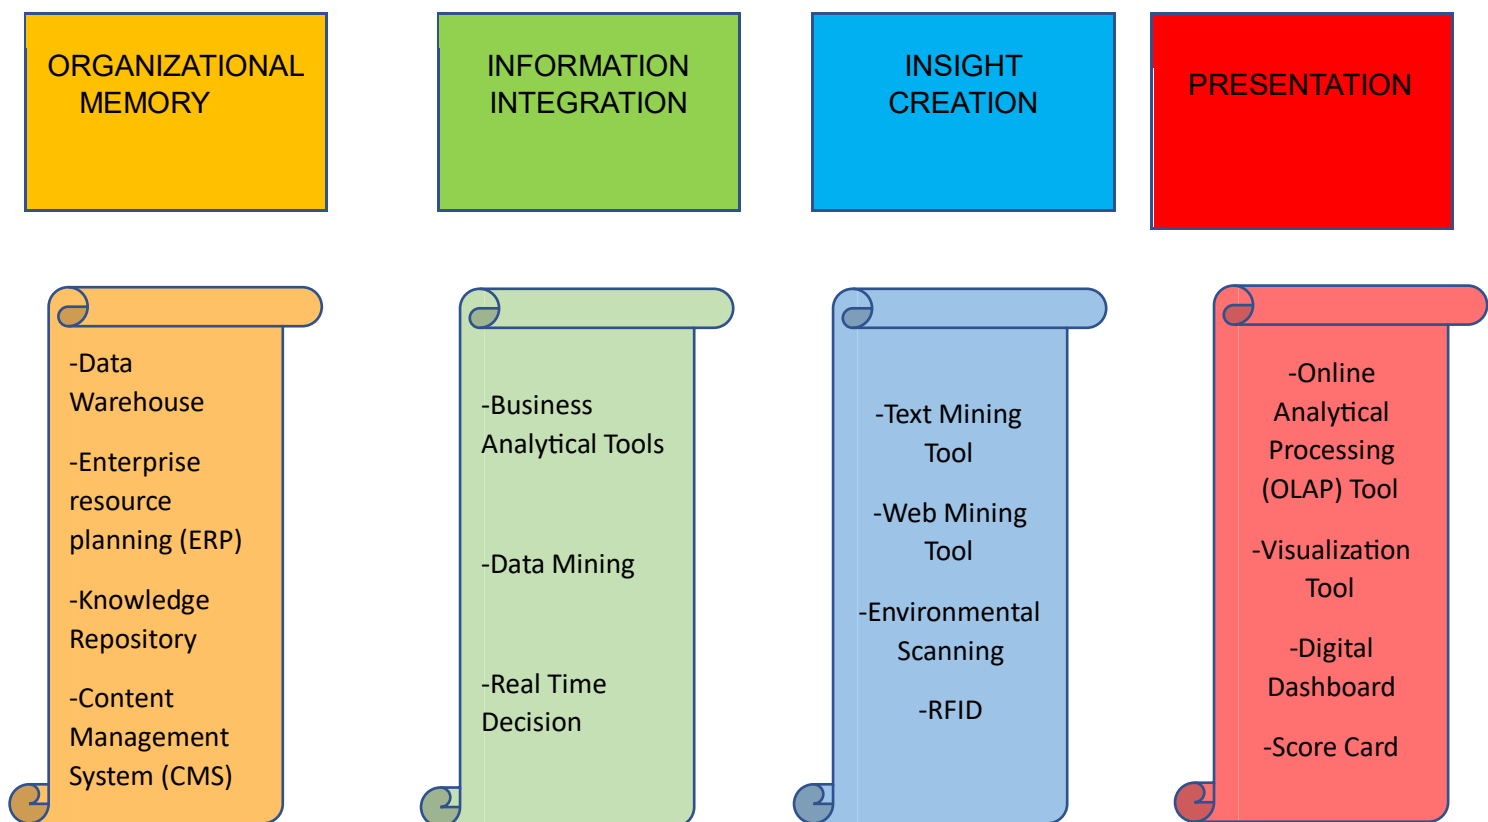 ORGANIZATIONAL
MEMORY
INFORMATION
INTEGRATION
INSIGHT
CREATION
PRESENTATION
-Data
Warehouse
-Enterprise
resource
planning (ERP)
-Knowledge
Repository
-Content
Management
System (CMS)
-Business
Analytical Tools
-Data Mining
-Real Time
Decision
-Text Mining
Tool
-Web Mining
Tool
-Environmental
Scanning
-RFID
-Online
Analytical
Processing
(OLAP) Tool
-Visualization
Tool
-Digital
Dashboard
-Score Card